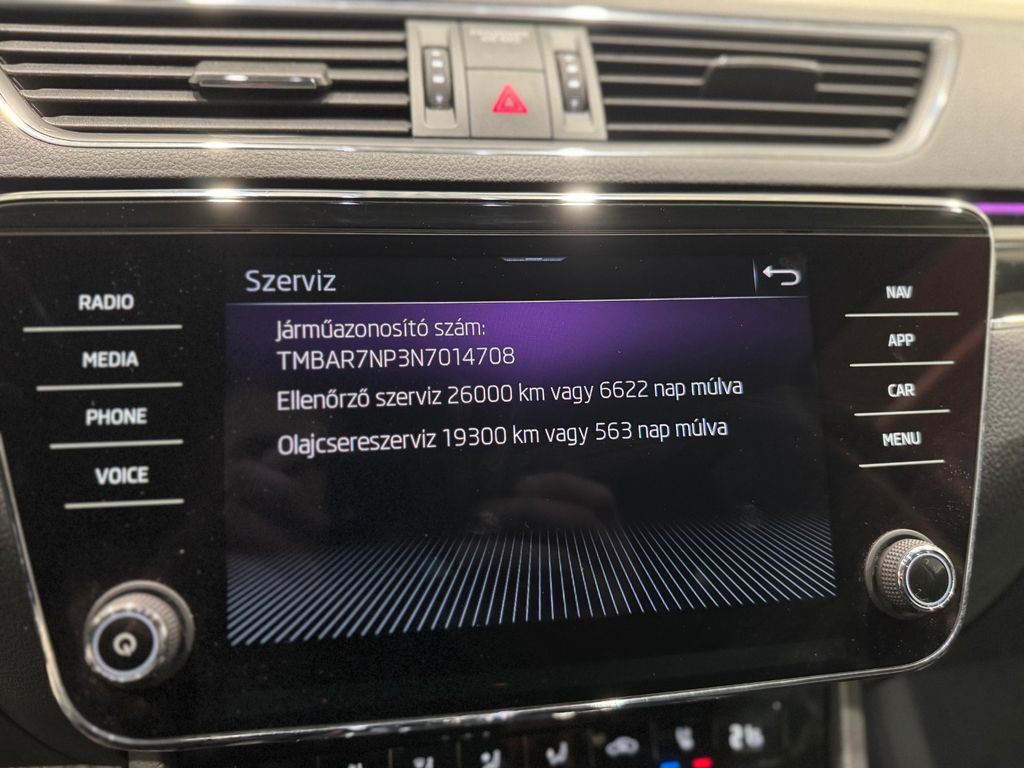 Szerviz
RADIO
MEDIA
PHONE
VOICE
Járműazonosító szám:
TMBAR7NP3N7014708
Ellenőrző szerviz 26000 km vagy 6622 nap múlva
Olajcsereszerviz 19300 km vagy 563 nap múlva
NAV
APP
CAR
MENU